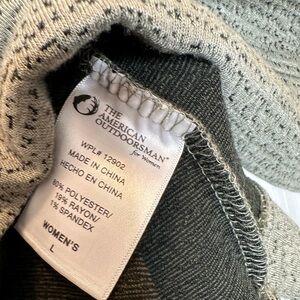 THE
AMERICAN
OUTDOORSMAN
for Women
WPL# 12902
MADE IN CHINA
HECHO EN CHINA
80% POLYESTER/
19% RAYON/
1% SPANDEX
WOMEN'S
L